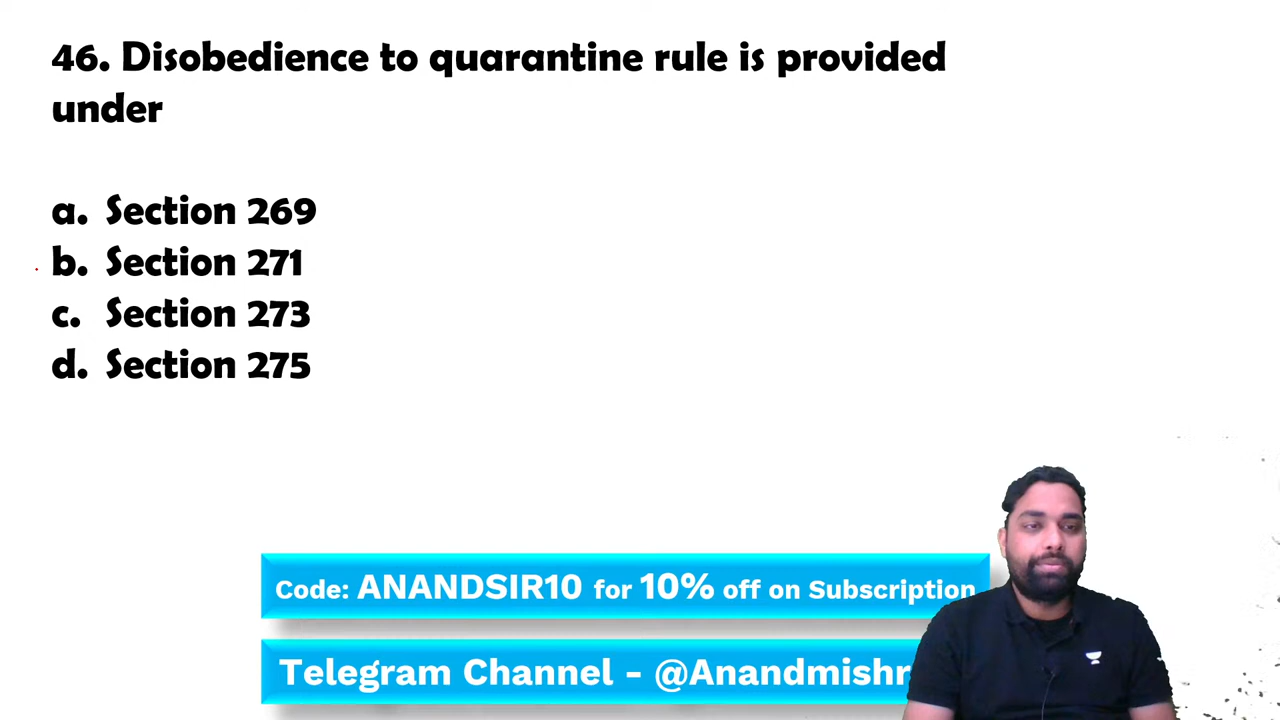 46. Disobedience to quarantine rule is provided
under
a. Section 269
b. Section 271
c. Section 273
d. Section 275
Code: ANANDSIR10 for 10% off on Subscription
Telegram Channel - @Anandmishr